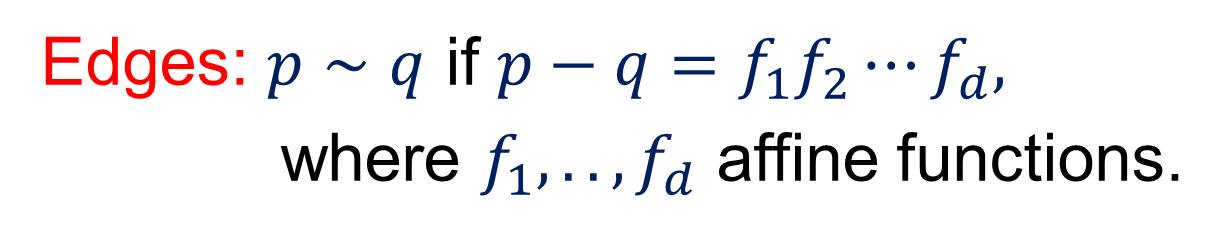 Edges: p ~ q if p − q = f₁f₂ ⋯ f_d,
where f₁, . . , f_d affine functions.